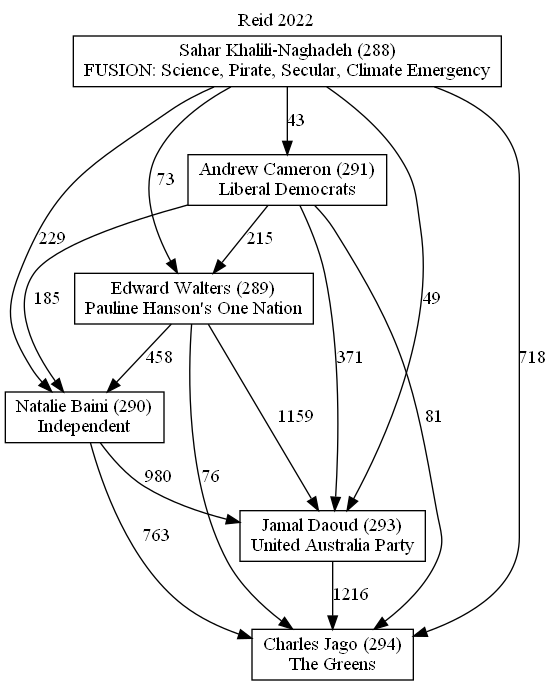 Reid 2022
Sahar Khalili-Naghadeh (288)
FUSION: Science, Pirate, Secular, Climate Emergency
43
Andrew Cameron (291)
Liberal Democrats
73
215
229
185
49
Edward Walters (289)
Pauline Hanson's One Nation
458
371
718
Natalie Baini (290)
Independent
1159
81
980
76
Jamal Daoud (293)
United Australia Party
763
1216
Charles Jago (294)
The Greens